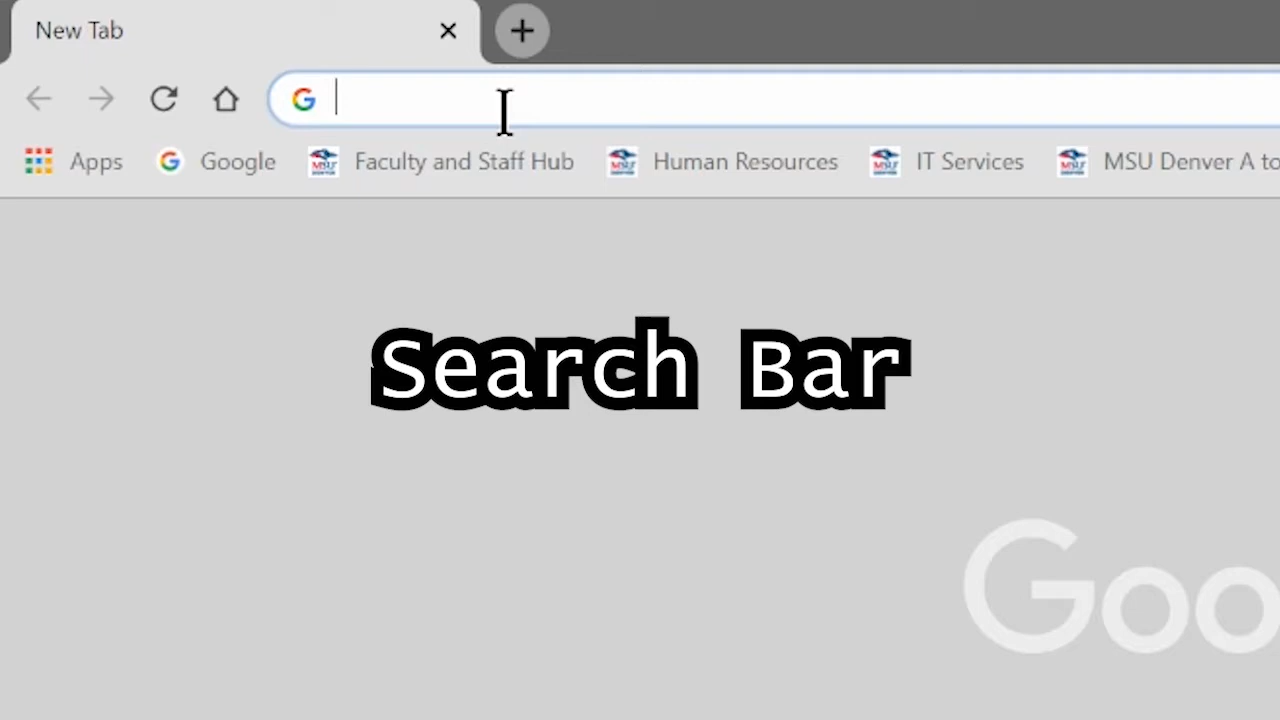 New Tab
Apps Google Faculty and Staff Hub Human Resources IT Services MSU Denver A to
Search Bar
Goo